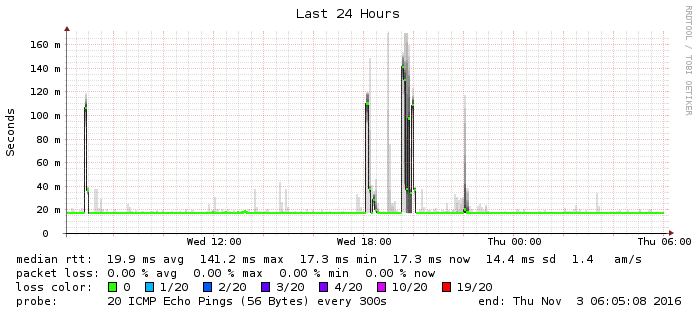 Last 24 Hours
RRDTOOL / TOBI OETIKER
Seconds
160 m
140 m
120 m
100 m
80 m
60 m
40 m
20 m
0
Wed 12:00 Wed 18:00 Thu 00:00 Thu 06:00
median rtt: 19.9 ms avg 141.2 ms max 17.3 ms min 17.3 ms now 14.4 ms sd 1.4 am/s
packet loss: 0.00 % avg 0.00 % max 0.00 % min 0.00 % now
loss color: 0 1/20 2/20 3/20 4/20 10/20 19/20
probe: 20 ICMP Echo Pings (56 Bytes) every 300s end: Thu Nov 3 06:05:08 2016